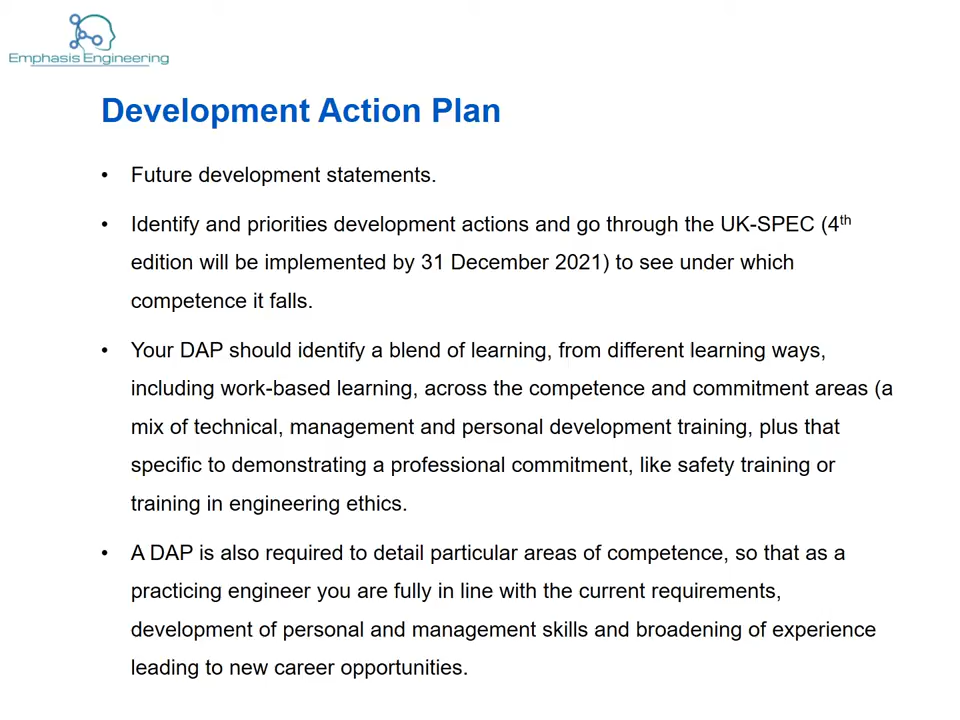 Emphasis Engineering
Development Action Plan
• Future development statements.
• Identify and priorities development actions and go through the UK-SPEC (4th
edition will be implemented by 31 December 2021) to see under which
competence it falls.
• Your DAP should identify a blend of learning, from different learning ways,
including work-based learning, across the competence and commitment areas (a
mix of technical, management and personal development training, plus that
specific to demonstrating a professional commitment, like safety training or
training in engineering ethics.
• A DAP is also required to detail particular areas of competence, so that as a
practicing engineer you are fully in line with the current requirements,
development of personal and management skills and broadening of experience
leading to new career opportunities.